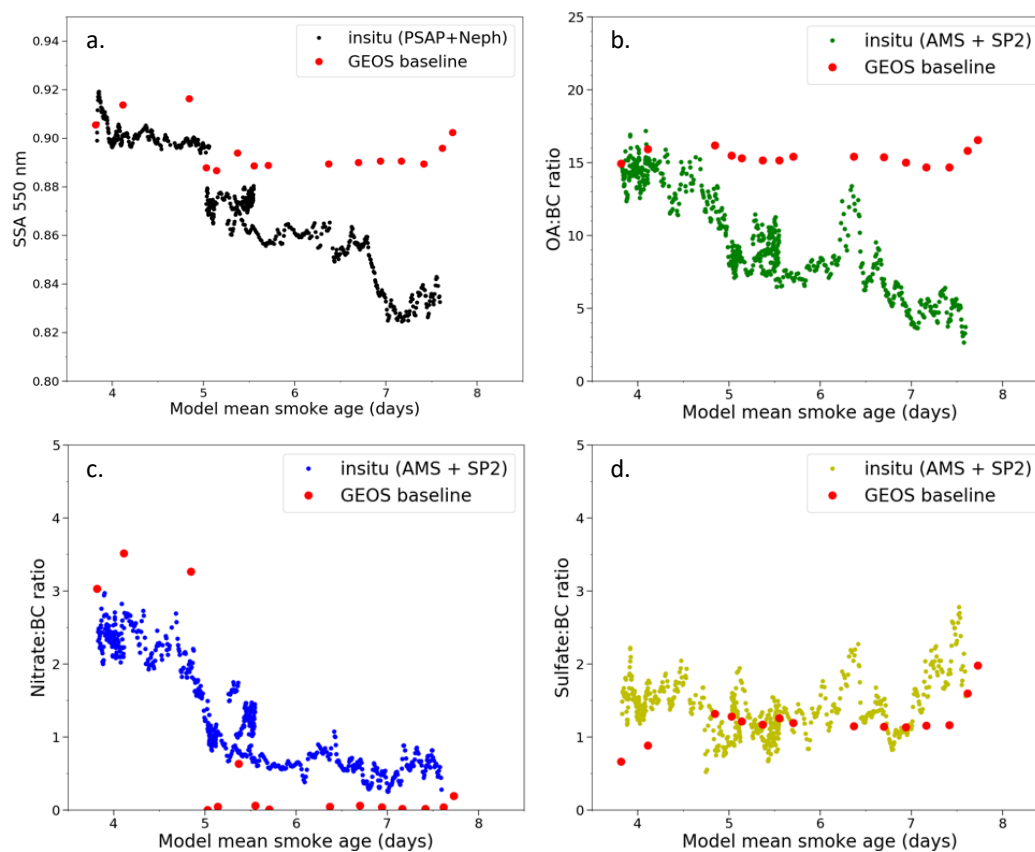 a.
insitu (PSAP+Neph)
GEOS baseline
SSA 550 nm
0.94
0.92
0.90
0.88
0.86
0.84
0.82
0.80
4 5 6 7 8
Model mean smoke age (days)
b.
insitu (AMS + SP2)
GEOS baseline
OA:BC ratio
25
20
15
10
5
0
4 5 6 7 8
Model mean smoke age (days)
c.
insitu (AMS + SP2)
GEOS baseline
Nitrate:BC ratio
5
4
3
2
1
0
4 5 6 7 8
Model mean smoke age (days)
d.
insitu (AMS + SP2)
GEOS baseline
Sulfate:BC ratio
5
4
3
2
1
0
4 5 6 7 8
Model mean smoke age (days)